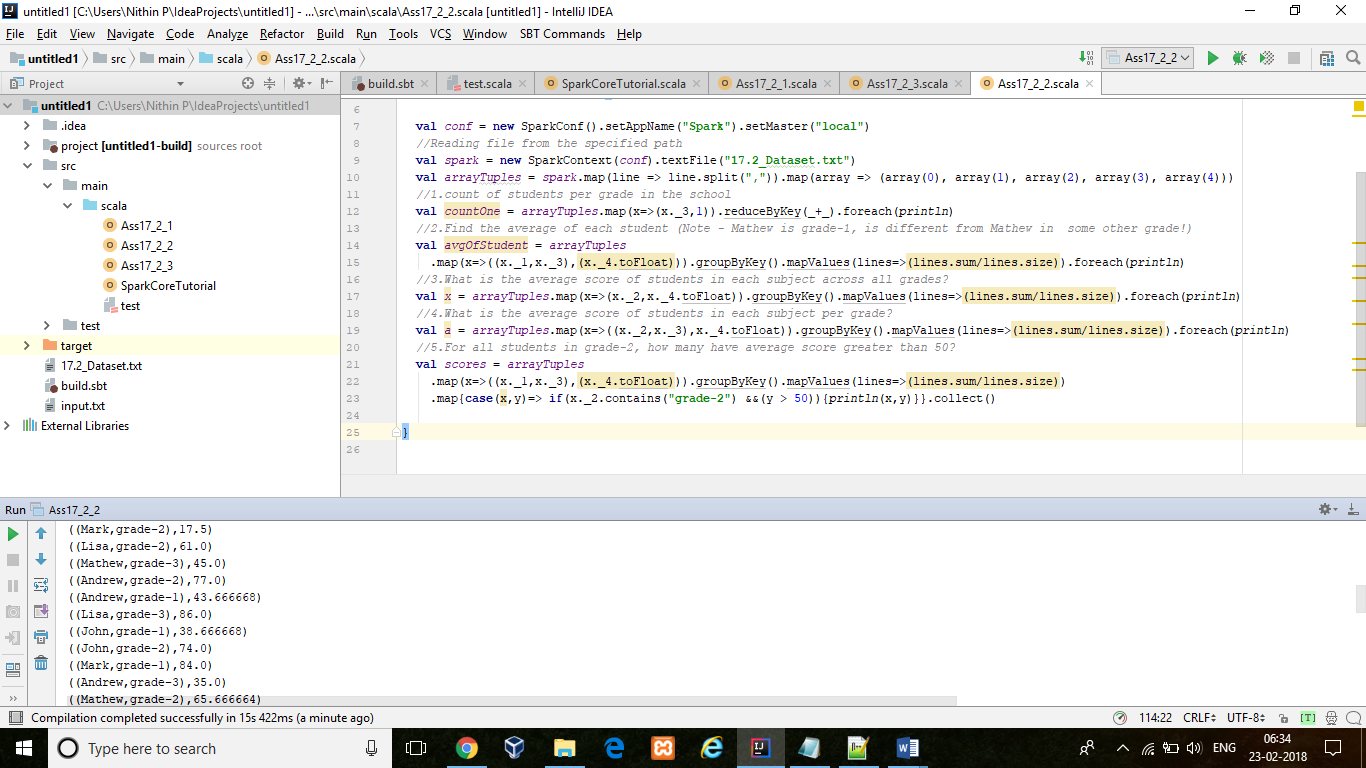 untitled1 [C:\Users\Nithin P\IdeaProjects\untitled1] - ...\src\main\scala\Ass17_2_2.scala [untitled1] - IntelliJ IDEA
File Edit View Navigate Code Analyze Refactor Build Run Tools VCS Window SBT Commands Help
untitled1 src main scala Ass17_2_2.scala
Ass17_2_2
Project
build.sbt test.scala SparkCoreTutorial.scala Ass17_2_1.scala Ass17_2_3.scala Ass17_2_2.scala
untitled1 C:\Users\Nithin P\IdeaProjects\untitled1
.idea
project [untitled1-build] sources root
src
main
scala
Ass17_2_1
Ass17_2_2
Ass17_2_3
SparkCoreTutorial
test
test
target
17.2_Dataset.txt
build.sbt
input.txt
External Libraries
6
7 val conf = new SparkConf().setAppName("Spark").setMaster("local")
8 //Reading file from the specified path
9 val spark = new SparkContext(conf).textFile("17.2_Dataset.txt")
10 val arrayTuples = spark.map(line => line.split(",")).map(array => (array(0), array(1), array(2), array(3), array(4)))
11 //1.count of students per grade in the school
12 val countOne = arrayTuples.map(x=>(x._3,1)).reduceByKey(_+_).foreach(println)
13 //2.Find the average of each student (Note - Mathew is grade-1, is different from Mathew in  some other grade!)
14 val avgOfStudent = arrayTuples
15 .map(x=>((x._1,x._3),(x._4.toFloat))).groupByKey().mapValues(lines=>(lines.sum/lines.size)).foreach(println)
16 //3.What is the average score of students in each subject across all grades?
17 val x = arrayTuples.map(x=>(x._2,x._4.toFloat)).groupByKey().mapValues(lines=>(lines.sum/lines.size)).foreach(println)
18 //4.What is the average score of students in each subject per grade?
19 val a = arrayTuples.map(x=>((x._2,x._3),x._4.toFloat)).groupByKey().mapValues(lines=>(lines.sum/lines.size)).foreach(println)
20 //5.For all students in grade-2, how many have average score greater than 50?
21 val scores = arrayTuples
22 .map(x=>((x._1,x._3),(x._4.toFloat))).groupByKey().mapValues(lines=>(lines.sum/lines.size))
23 .map{case(x,y)=> if(x._2.contains("grade-2") &&(y > 50)){println(x,y)}}.collect()
24
25 }
26
Run Ass17_2_2
((Mark,grade-2),17.5)
((Lisa,grade-2),61.0)
((Mathew,grade-3),45.0)
((Andrew,grade-2),77.0)
((Andrew,grade-1),43.666668)
((Lisa,grade-3),86.0)
((John,grade-1),38.666668)
((John,grade-2),74.0)
((Mark,grade-1),84.0)
((Andrew,grade-3),35.0)
((Mathew,grade-2),65.666664)
Compilation completed successfully in 15s 422ms (a minute ago)
114:22 CRLF UTF-8 [T]
Type here to search
ENG
06:34
23-02-2018